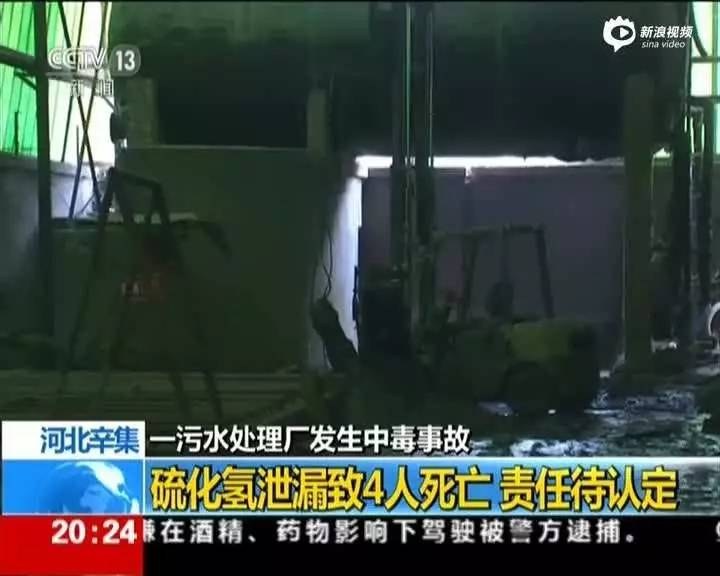 CCTV 13
新闻
新浪视频
sina video
河北辛集
一污水处理厂发生中毒事故
硫化氢泄漏致4人死亡 责任待认定
20:24
嫌在酒精、药物影响下驾驶被警方逮捕。